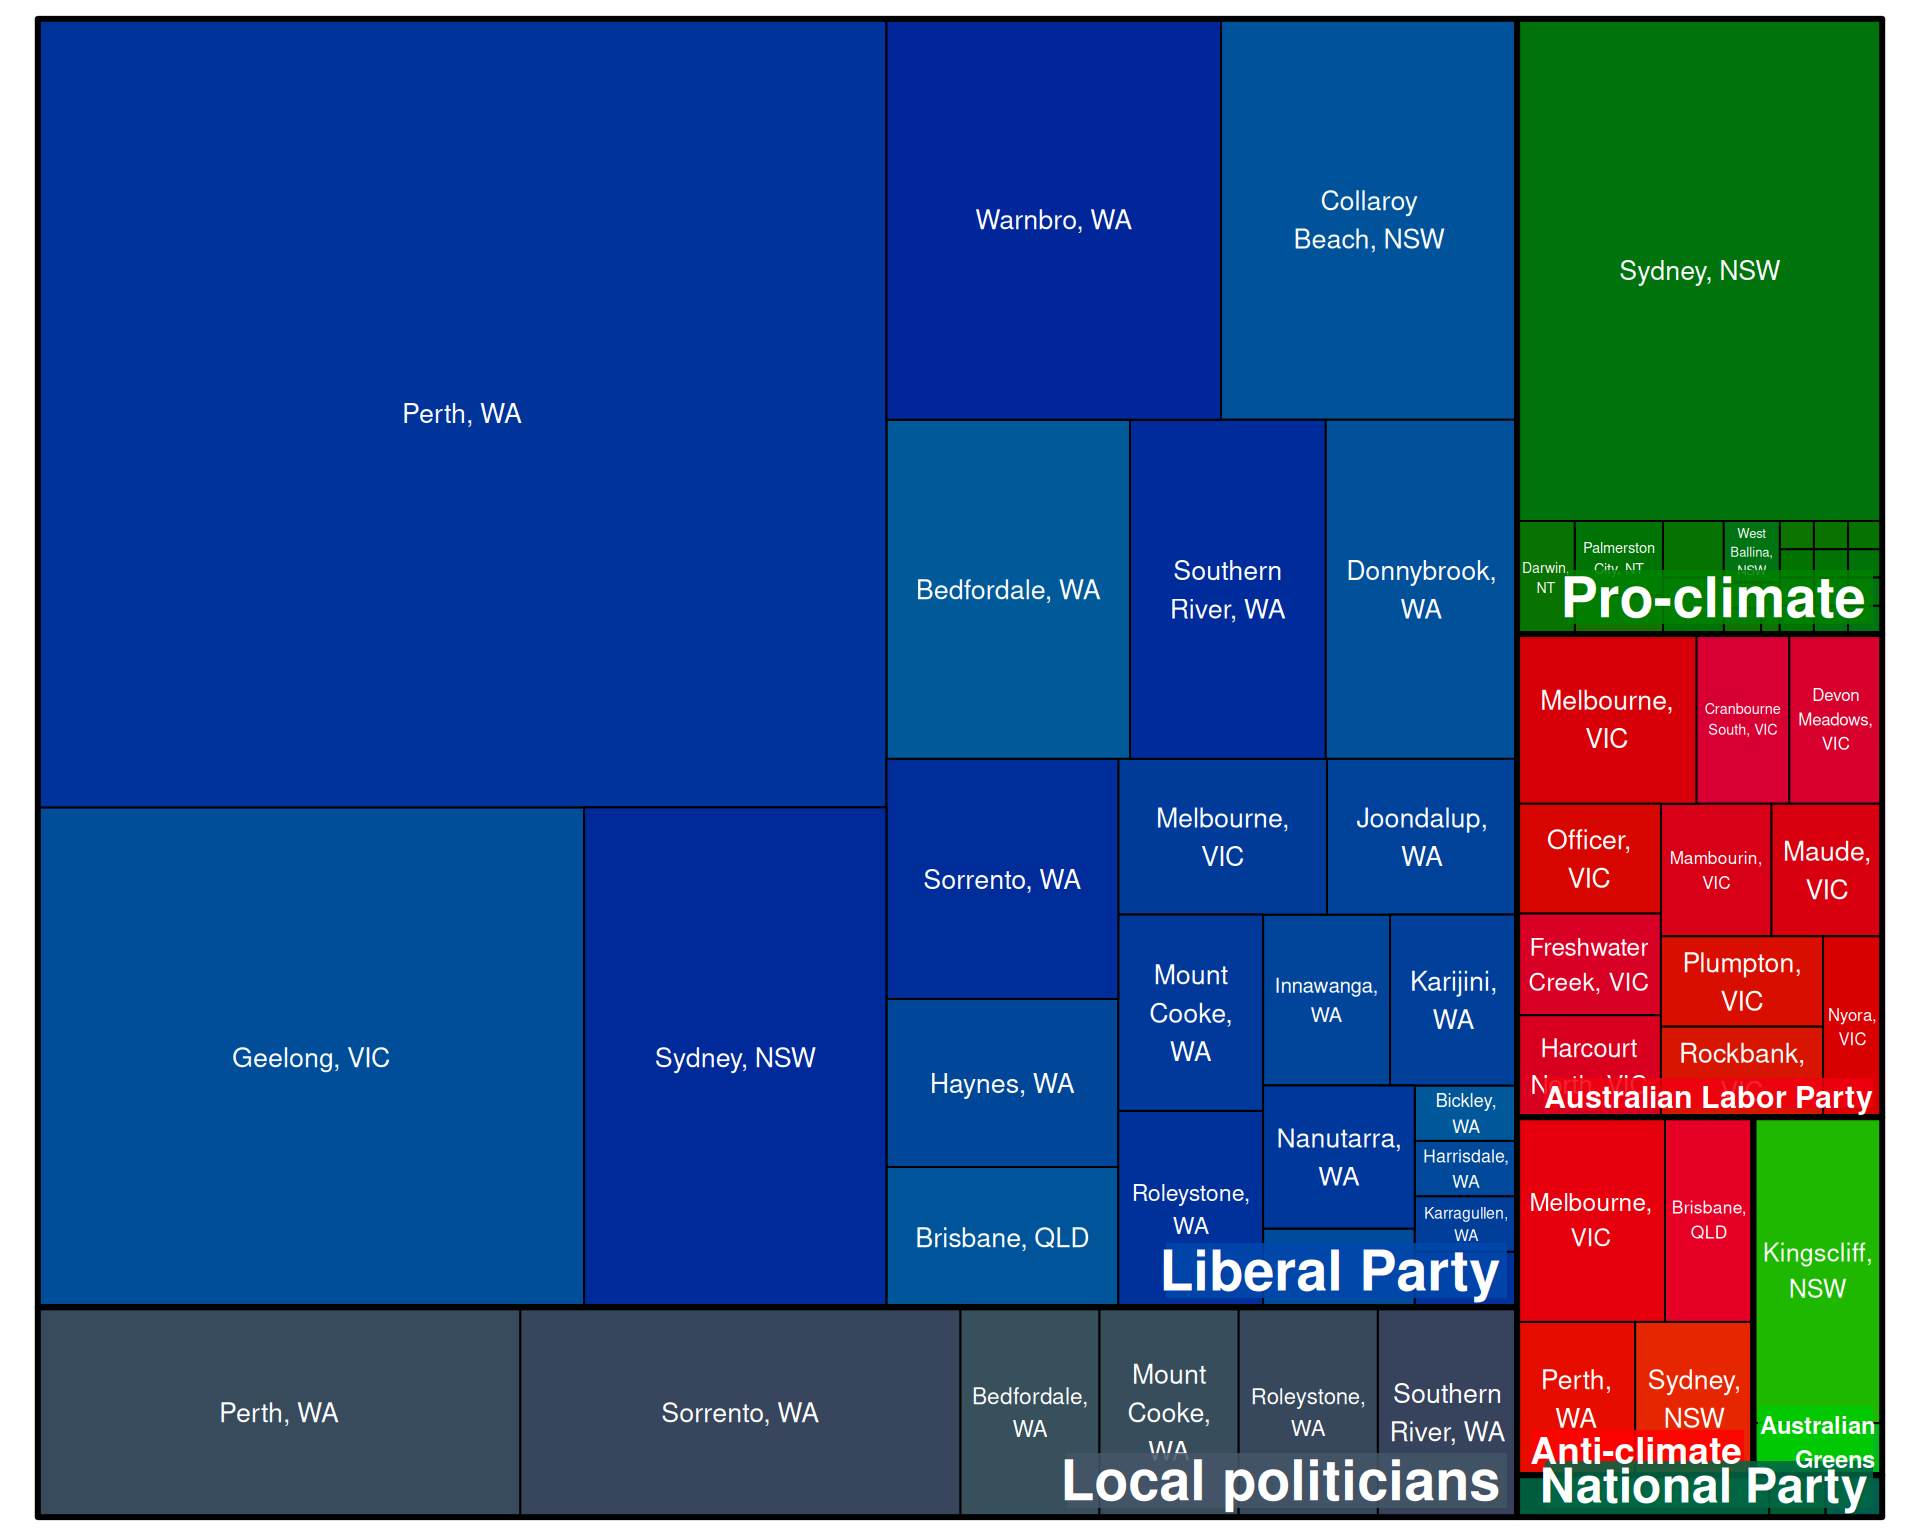 Perth, WA
Warnbro, WA
Collaroy
Beach, NSW
Sydney, NSW
Bedfordale, WA
Southern
River, WA
Donnybrook,
WA
Darwin,
NT
Palmerston
City, NT
West
Ballina,
NSW
Pro-climate
Melbourne,
VIC
Cranbourne
South, VIC
Devon
Meadows,
VIC
Officer,
VIC
Mambourin,
VIC
Maude,
VIC
Freshwater
Creek, VIC
Plumpton,
VIC
Nyora,
VIC
Harcourt
North, VIC
Rockbank,
VIC
Australian Labor Party
Geelong, VIC
Sydney, NSW
Sorrento, WA
Melbourne,
VIC
Joondalup,
WA
Mount
Cooke,
WA
Innawanga,
WA
Karijini,
WA
Haynes, WA
Brisbane, QLD
Roleystone,
WA
Nanutarra,
WA
Bickley,
WA
Harrisdale,
WA
Karragullen,
WA
Liberal Party
Melbourne,
VIC
Brisbane,
QLD
Kingscliff,
NSW
Perth,
WA
Sydney,
NSW
Anti-climate
Australian
Greens
National Party
Perth, WA
Sorrento, WA
Bedfordale,
WA
Mount
Cooke,
WA
Roleystone,
WA
Southern
River, WA
Local politicians